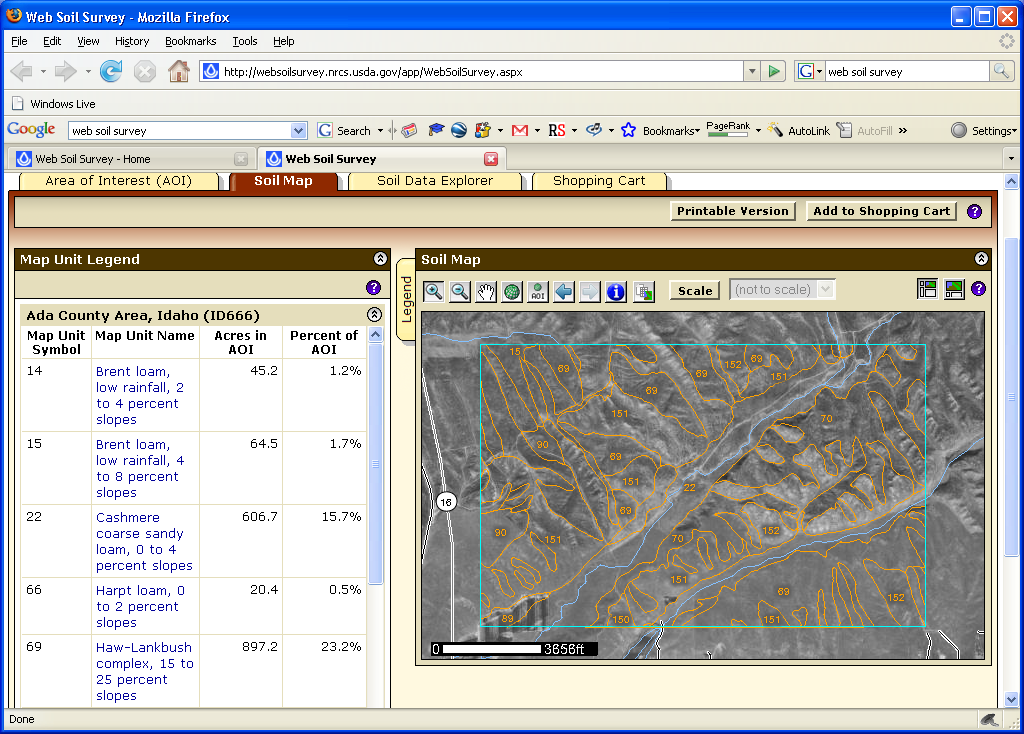 Web Soil Survey - Mozilla Firefox
File Edit View History Bookmarks Tools Help
http://websoilsurvey.nrcs.usda.gov/app/WebSoilSurvey.aspx
G web soil survey
Windows Live
Google web soil survey G Search RS Bookmarks PageRank AutoLink AutoFill » Settings
Web Soil Survey - Home Web Soil Survey
Area of Interest (AOI) Soil Map Soil Data Explorer Shopping Cart
Printable Version Add to Shopping Cart ?
Map Unit Legend
?
Ada County Area, Idaho (ID666)
Map Unit Symbol Map Unit Name Acres in AOI Percent of AOI
14 Brent loam, 45.2 1.2%
low rainfall, 2
to 4 percent
slopes
15 Brent loam, 64.5 1.7%
low rainfall, 4
to 8 percent
slopes
22 Cashmere 606.7 15.7%
coarse sandy
loam, 0 to 4
percent slopes
66 Harpt loam, 0 20.4 0.5%
to 2 percent
slopes
69 Haw-Lankbush 897.2 23.2%
complex, 15 to
25 percent
slopes
Legend
Soil Map
AOI i Scale (not to scale) ?
15
69
69
152
69
151
69
151
70
90
69
151
22
69
16
90
151
70
152
151
69
152
89
150
151
0 3656ft
Done